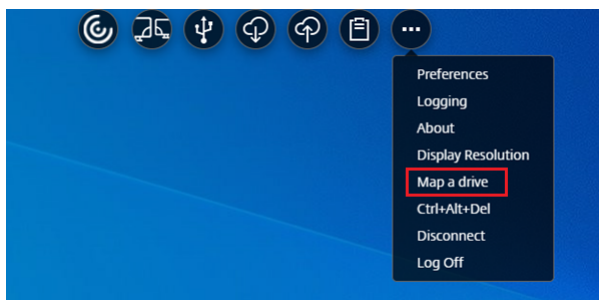 Preferences
Logging
About
Display Resolution
Map a drive
Ctrl+Alt+Del
Disconnect
Log Off